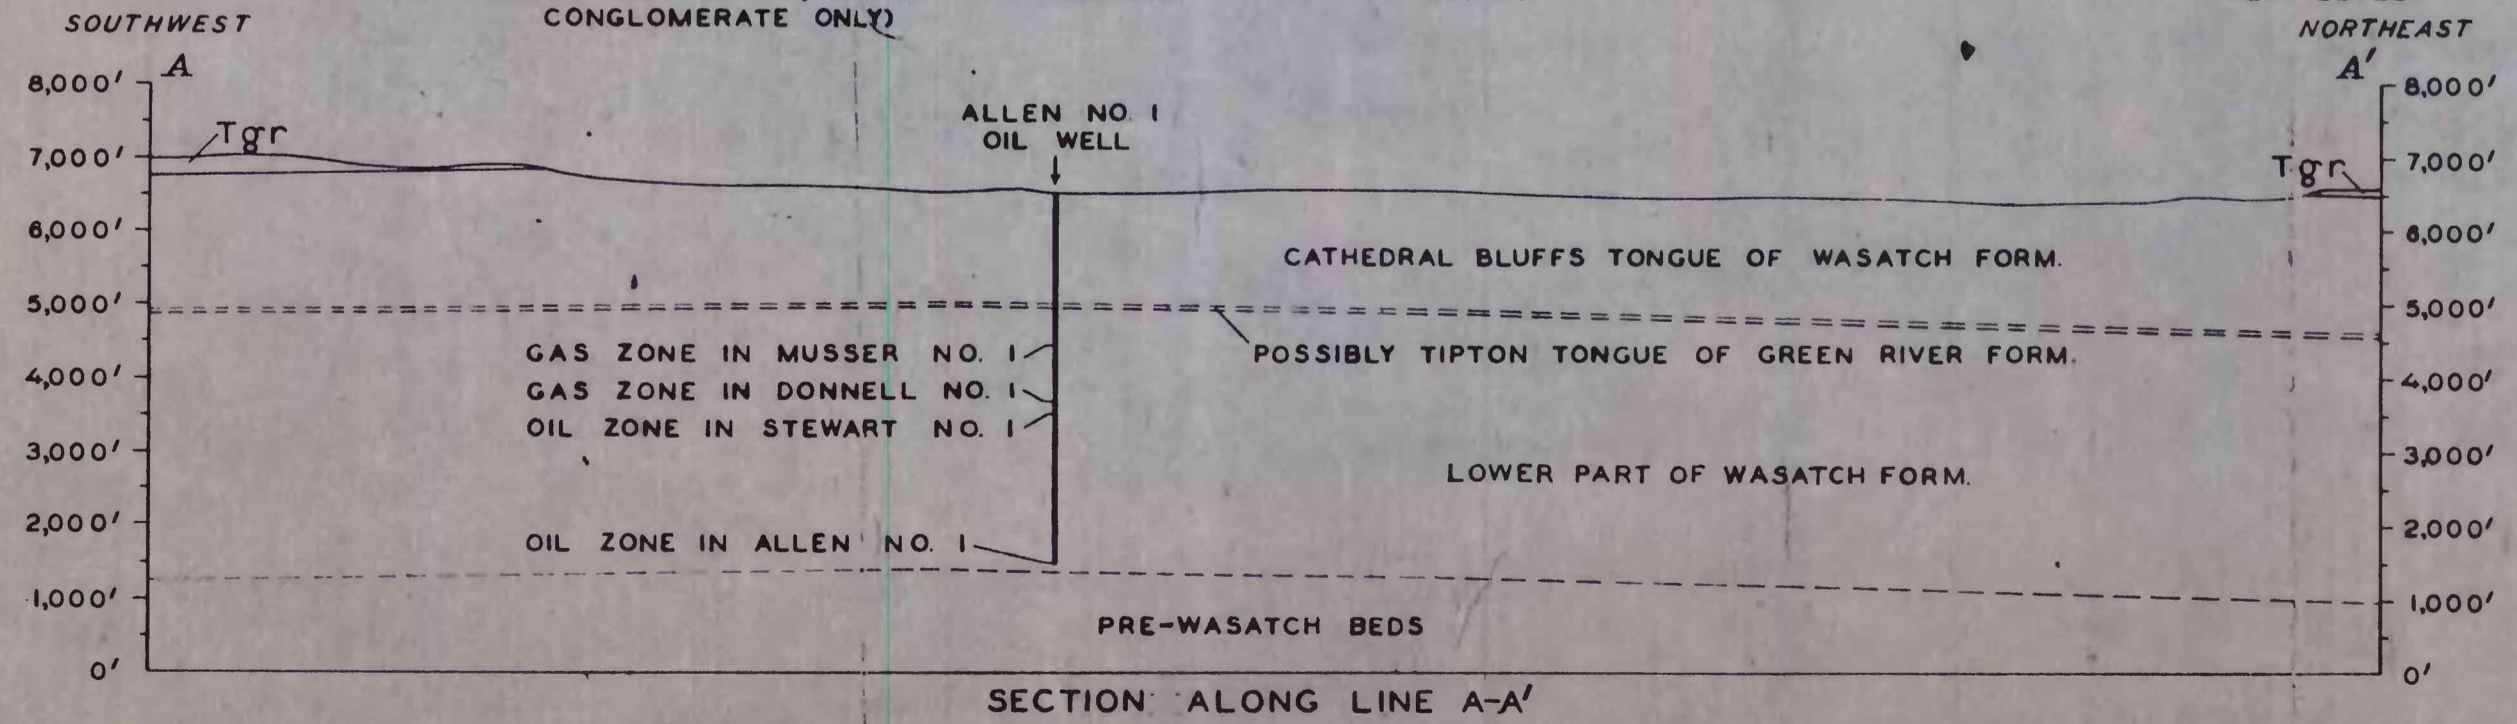 CONGLOMERATE ONLY)
SOUTHWEST
NORTHEAST
A
A'
8,000'
8,000'
ALLEN NO. 1
OIL WELL
Tgr
7,000'
Tgr
7,000'
6,000'
6,000'
CATHEDRAL BLUFFS TONGUE OF WASATCH FORM.
5,000'
5,000'
GAS ZONE IN MUSSER NO. 1
POSSIBLY TIPTON TONGUE OF GREEN RIVER FORM.
4,000'
4,000'
GAS ZONE IN DONNELL NO. 1
OIL ZONE IN STEWART NO. 1
3,000'
3,000'
LOWER PART OF WASATCH FORM.
2,000'
2,000'
OIL ZONE IN ALLEN NO. 1
1,000'
1,000'
PRE-WASATCH BEDS
0'
0'
SECTION ALONG LINE A-A'